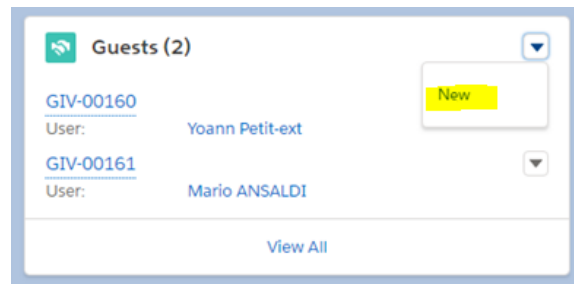 Guests (2)
New
GIV-00160
User: Yoann Petit-ext
GIV-00161
User: Mario ANSALDI
View All